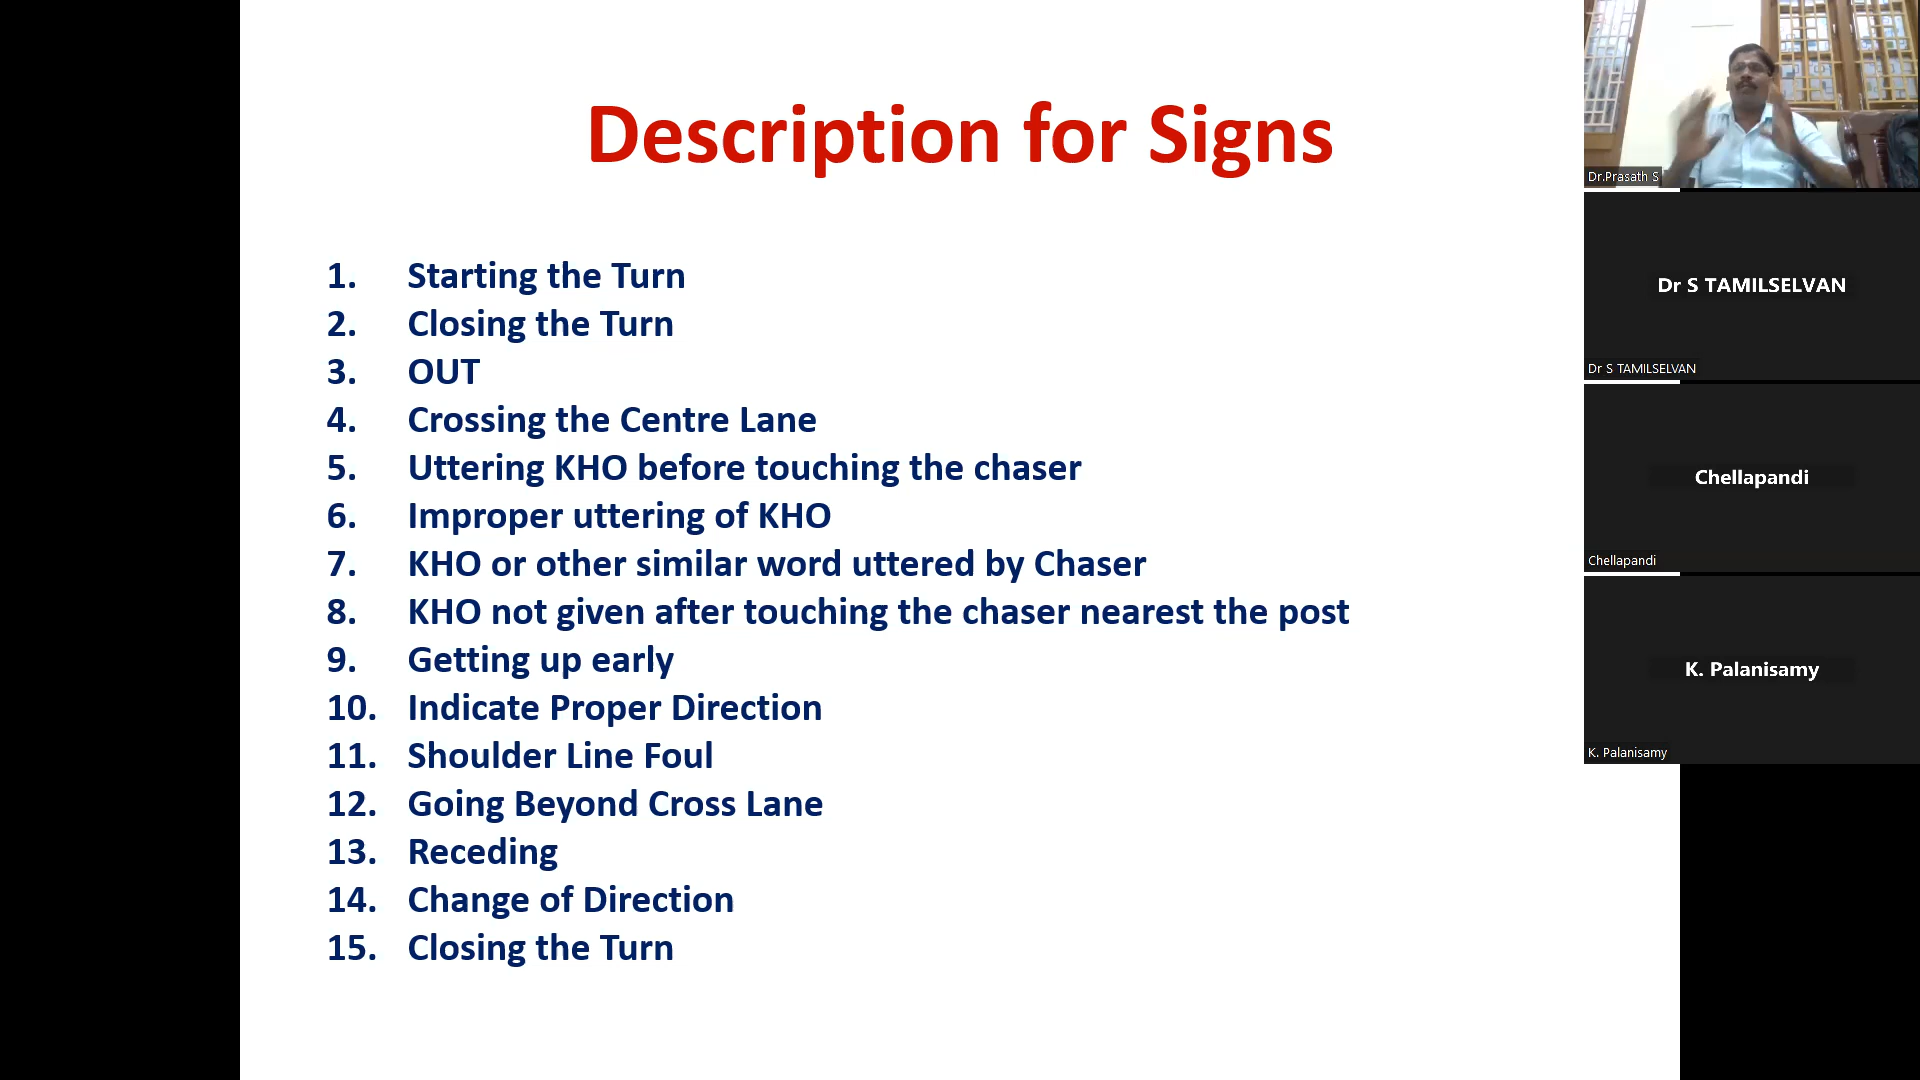 Description for Signs
1. Starting the Turn
2. Closing the Turn
3. OUT
4. Crossing the Centre Lane
5. Uttering KHO before touching the chaser
6. Improper uttering of KHO
7. KHO or other similar word uttered by Chaser
8. KHO not given after touching the chaser nearest the post
9. Getting up early
10. Indicate Proper Direction
11. Shoulder Line Foul
12. Going Beyond Cross Lane
13. Receding
14. Change of Direction
15. Closing the Turn
Dr.Prasath S
Dr S TAMILSELVAN
Dr S TAMILSELVAN
Chellapandi
Chellapandi
K. Palanisamy
K. Palanisamy